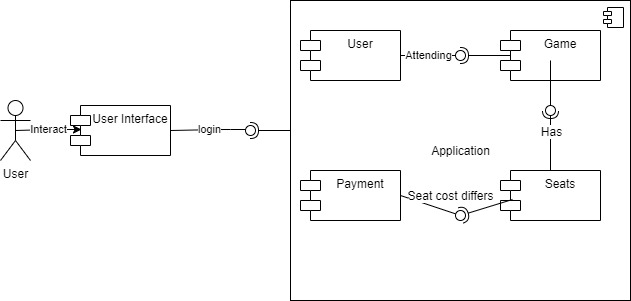 User
Game
Attending
User Interface
Interact
login
Has
Application
User
Payment
Seats
Seat cost differs